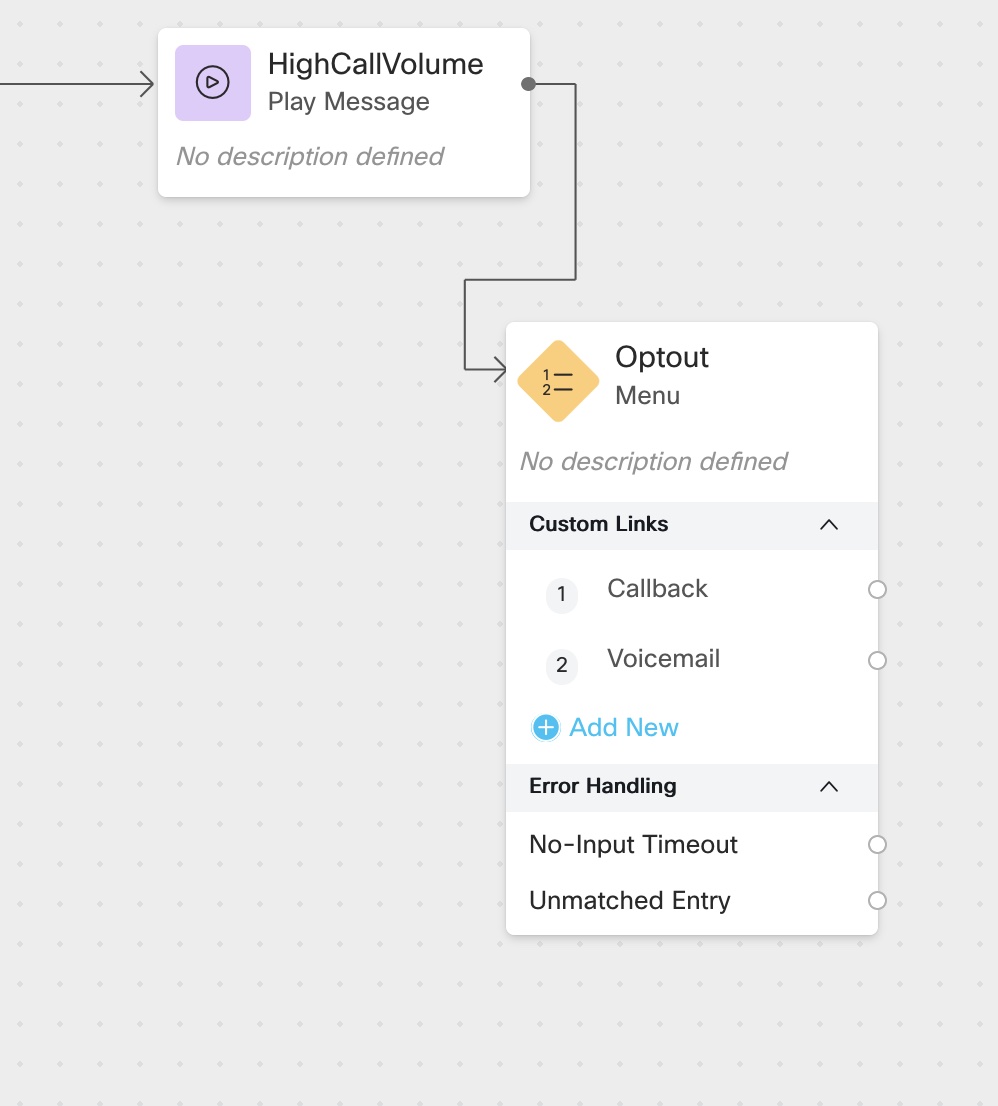 HighCallVolume
Play Message
No description defined
1
2
Optout
Menu
No description defined
Custom Links
1 Callback
2 Voicemail
Add New
Error Handling
No-Input Timeout
Unmatched Entry